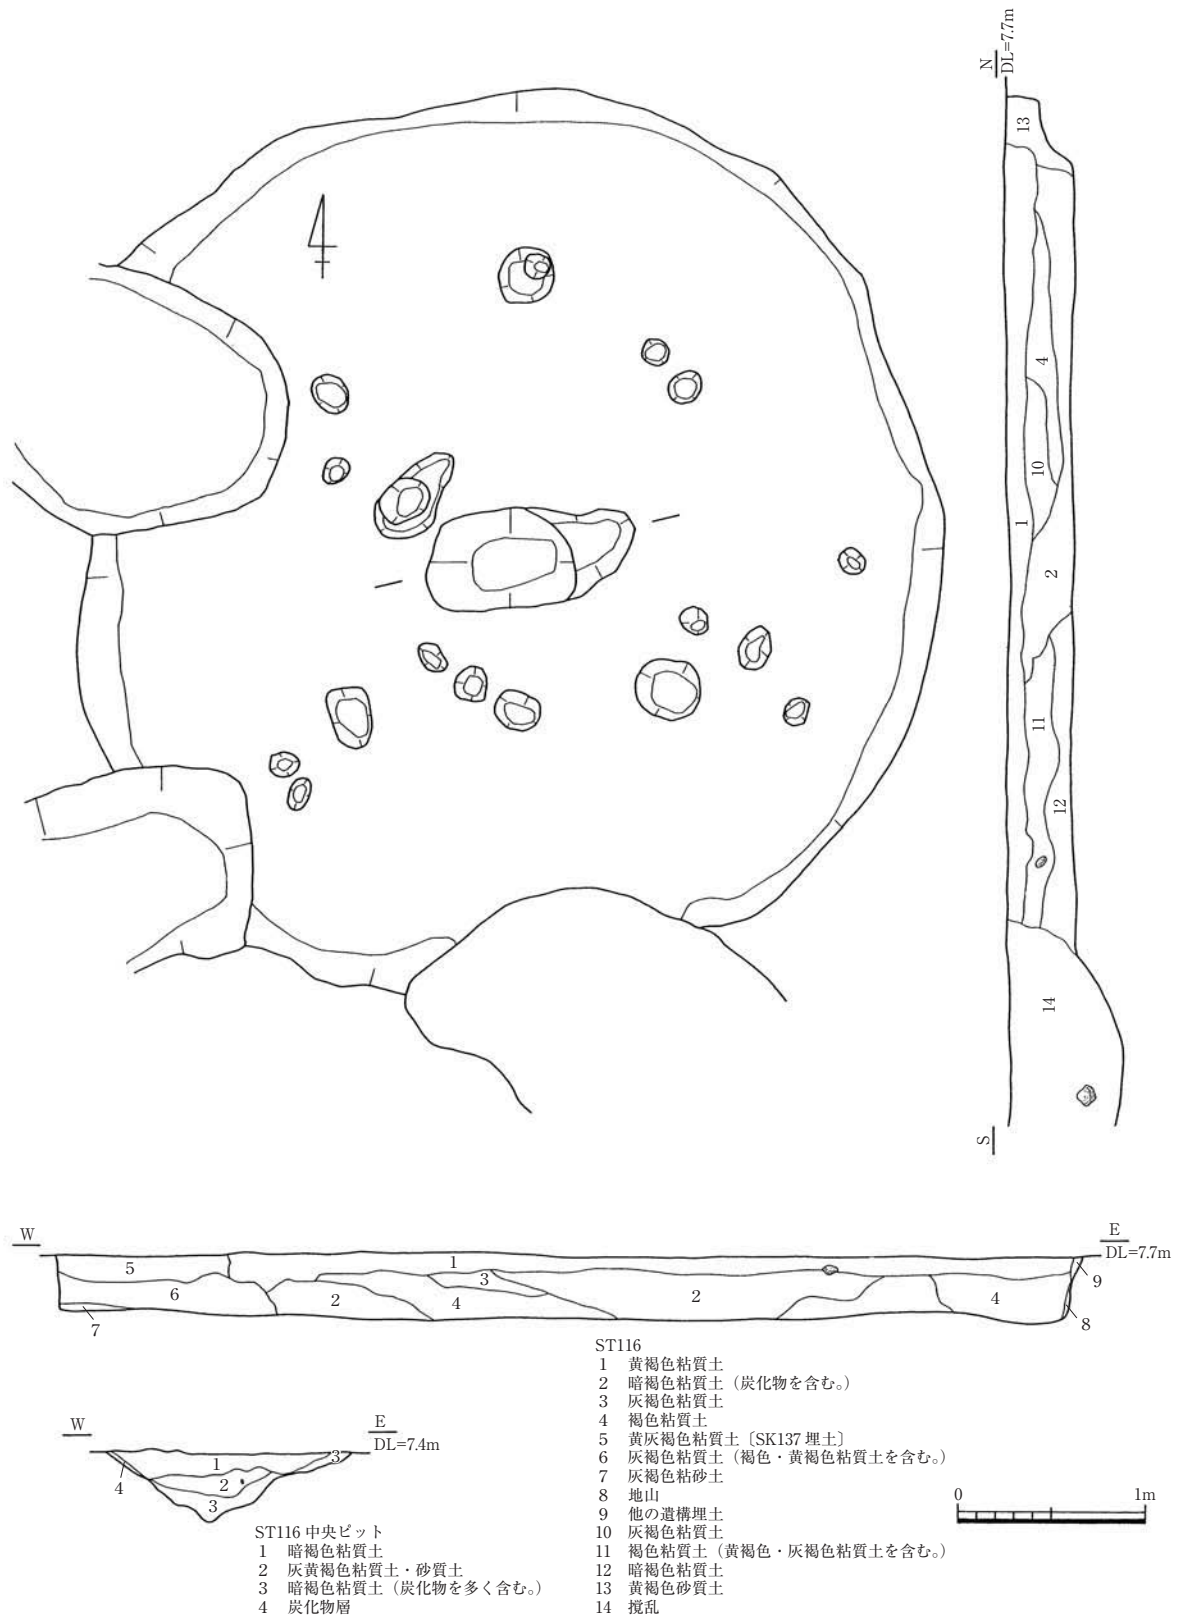 N
DL=7.7m
13
4
10
1
2
11
12
14
S
W
E
DL=7.7m
1
5
3
9
6
2
4
2
4
7
8
W
E
DL=7.4m
1
3
4
2
3
ST116 中央ピット
1 暗褐色粘質土
2 灰黄褐色粘質土・砂質土
3 暗褐色粘質土（炭化物を多く含む。）
4 炭化物層
ST116
1 黄褐色粘質土
2 暗褐色粘質土（炭化物を含む。）
3 灰褐色粘質土
4 褐色粘質土
5 黄灰褐色粘質土〔SK137 埋土〕
6 灰褐色粘質土（褐色・黄褐色粘質土を含む。）
7 灰褐色粘砂土
8 地山
9 他の遺構埋土
10 灰褐色粘質土
11 褐色粘質土（黄褐色・灰褐色粘質土を含む。）
12 暗褐色粘質土
13 黄褐色砂質土
14 撹乱
0 1m